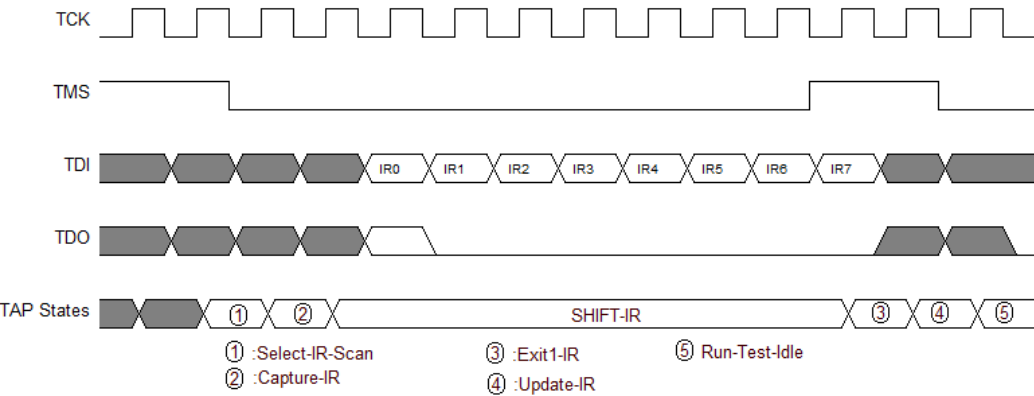 TCK
TMS
TDI IR0 IR1 IR2 IR3 IR4 IR5 IR6 IR7
TDO
TAP States ① ② SHIFT-IR ③ ④ ⑤
① :Select-IR-Scan ③ :Exit1-IR ⑤ Run-Test-Idle
② :Capture-IR ④ :Update-IR